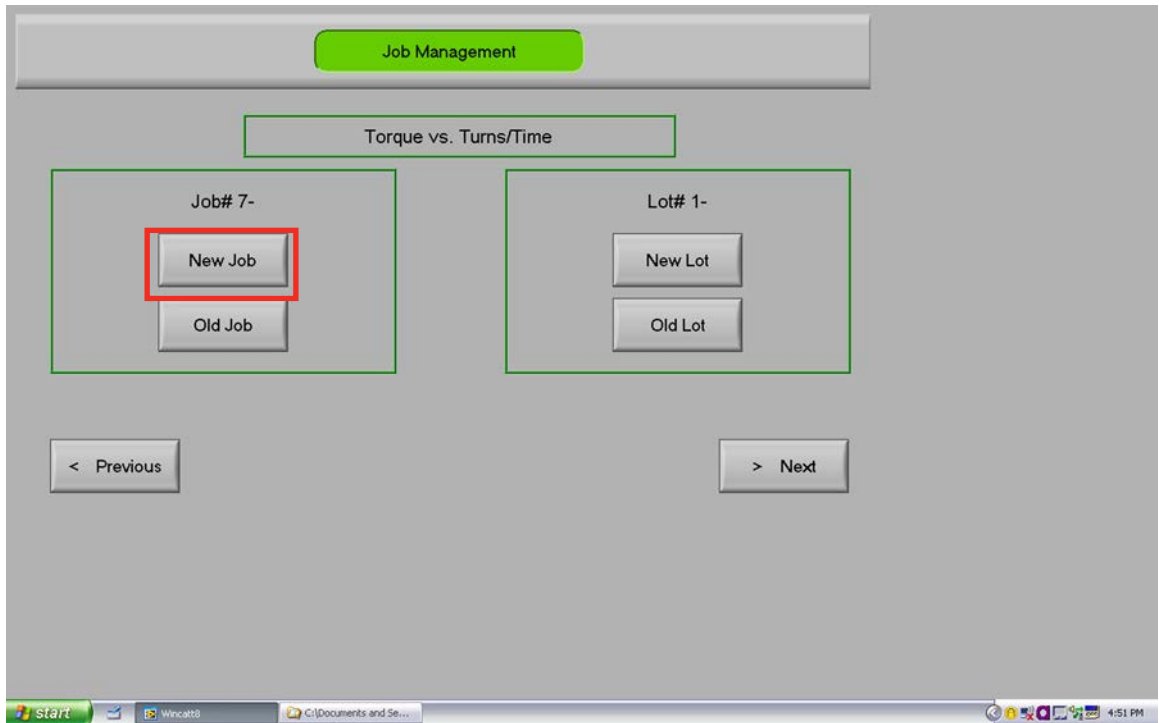 Job Management
Torque vs. Turns/Time
Job# 7-
New Job
Old Job
Lot# 1-
New Lot
Old Lot
< Previous
> Next
start
Wincatt8
C:\Documents and Se...
4:51 PM